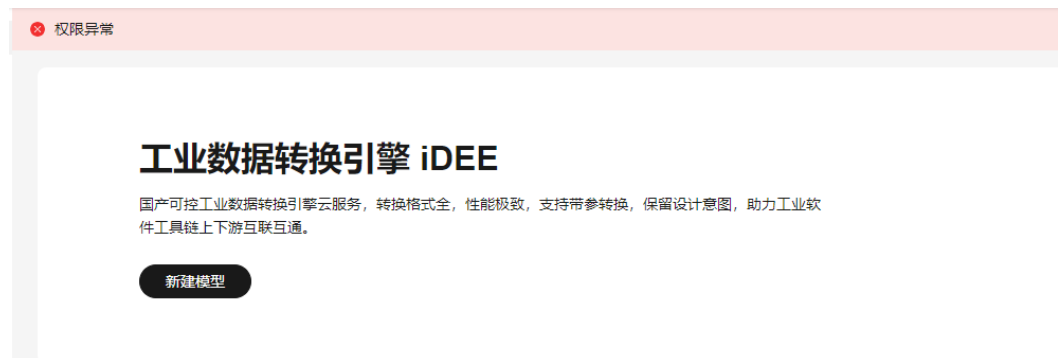 权限异常
工业数据转换引擎 iDEE
国产可控工业数据转换引擎云服务，转换格式全，性能极致，支持带参转换，保留设计意图，助力工业软
件工具链上下游互联互通。
新建模型